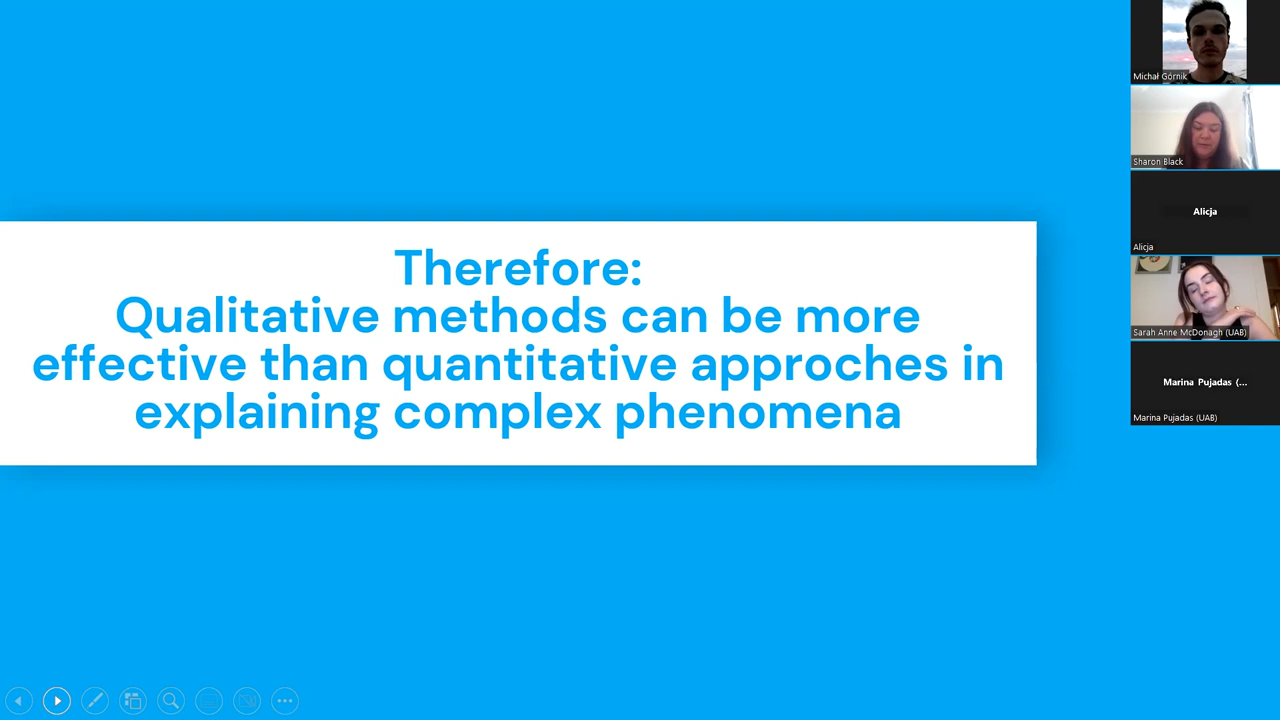 Therefore:
Qualitative methods can be more
effective than quantitative approches in
explaining complex phenomena
Michał Górnik
Sharon Black
Alicja
Alicja
Sarah Anne McDonagh (UAB)
Marina Pujadas (...
Marina Pujadas (UAB)